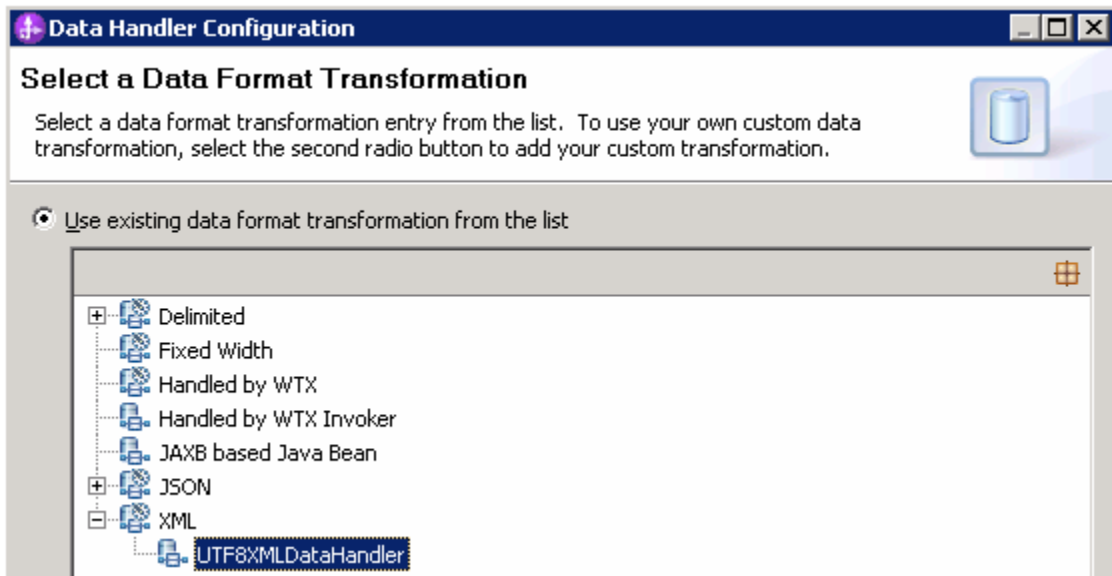 Data Handler Configuration
Select a Data Format Transformation
Select a data format transformation entry from the list. To use your own custom data
transformation, select the second radio button to add your custom transformation.
Use existing data format transformation from the list
Delimited
Fixed Width
Handled by WTX
Handled by WTX Invoker
JAXB based Java Bean
JSON
XML
UTF8XMLDataHandler